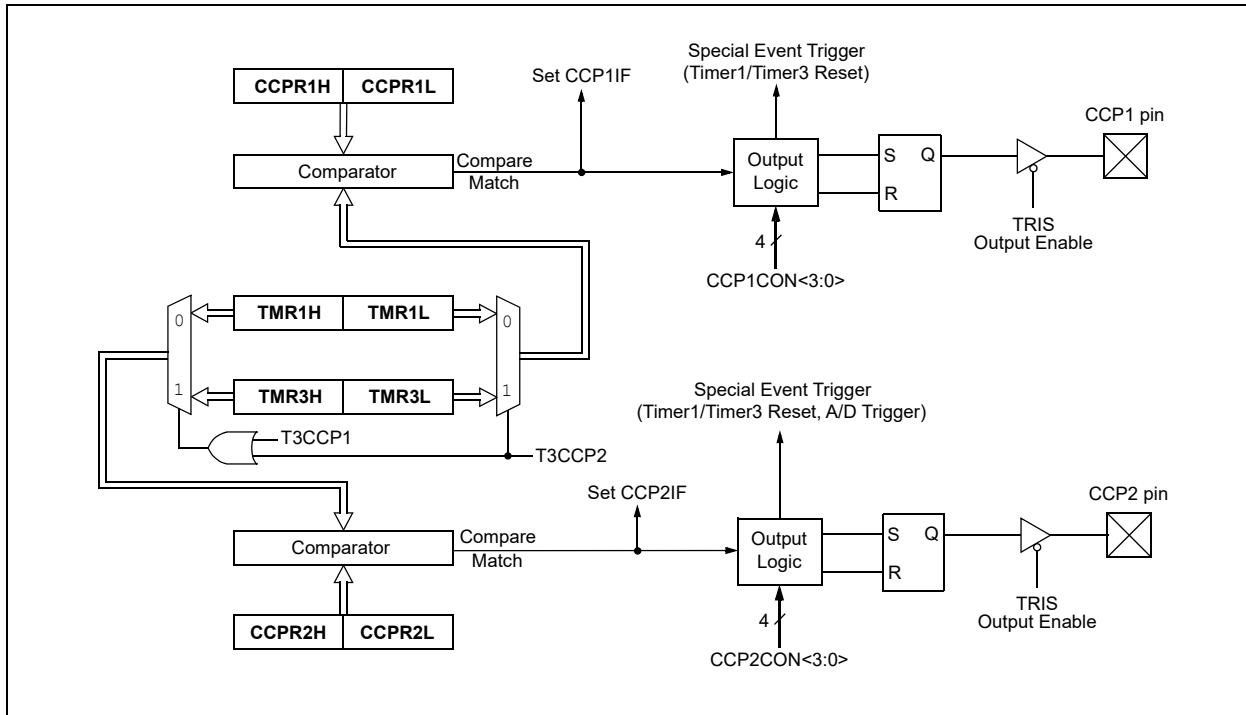 Special Event Trigger
(Timer1/Timer3 Reset)
Set CCP1IF
CCPR1H CCPR1L
CCP1 pin
Comparator
Compare
Match
Output
Logic
S Q
R
TRIS
Output Enable
4
CCP1CON<3:0>
0 TMR1H TMR1L 0
1 TMR3H TMR3L 1
T3CCP1
T3CCP2
Special Event Trigger
(Timer1/Timer3 Reset, A/D Trigger)
Set CCP2IF
CCP2 pin
Comparator
Compare
Match
Output
Logic
S Q
R
TRIS
Output Enable
4
CCPR2H CCPR2L
CCP2CON<3:0>